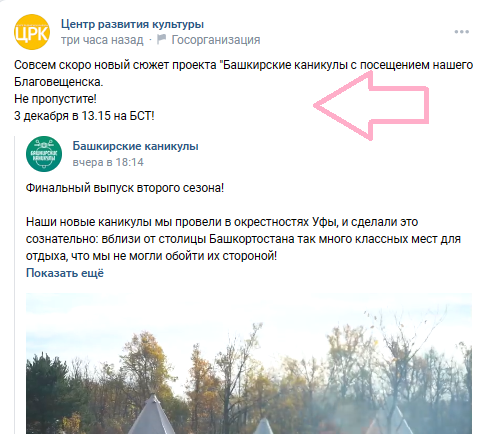 ЦРК
Центр развития культуры
три часа назад · Госорганизация
Совсем скоро новый сюжет проекта "Башкирские каникулы с посещением нашего
Благовещенска.
Не пропустите!
3 декабря в 13.15 на БСТ!
БАШКИРСКИЕ
КАНИКУЛЫ
Башкирские каникулы
вчера в 18:14
Финальный выпуск второго сезона!
Наши новые каникулы мы провели в окрестностях Уфы, и сделали это
сознательно: вблизи от столицы Башкортостана так много классных мест для
отдыха, что мы не могли обойти их стороной!
Показать ещё